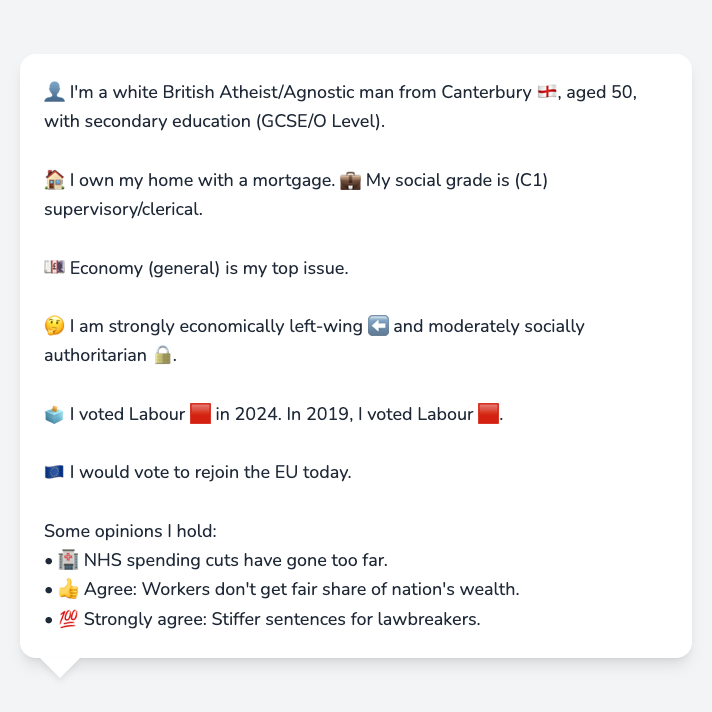 👤 I'm a white British Atheist/Agnostic man from Canterbury 🏴󠁧󠁢󠁥󠁮󠁧󠁿, aged 50,
with secondary education (GCSE/O Level).
🏠 I own my home with a mortgage. 💼 My social grade is (C1)
supervisory/clerical.
💷 Economy (general) is my top issue.
🤔 I am strongly economically left-wing ⬅️ and moderately socially
authoritarian 🔒.
🗳️ I voted Labour 🟥 in 2024. In 2019, I voted Labour 🟥.
🇪🇺 I would vote to rejoin the EU today.
Some opinions I hold:
• 🏥 NHS spending cuts have gone too far.
• 👍 Agree: Workers don't get fair share of nation's wealth.
• 💯 Strongly agree: Stiffer sentences for lawbreakers.